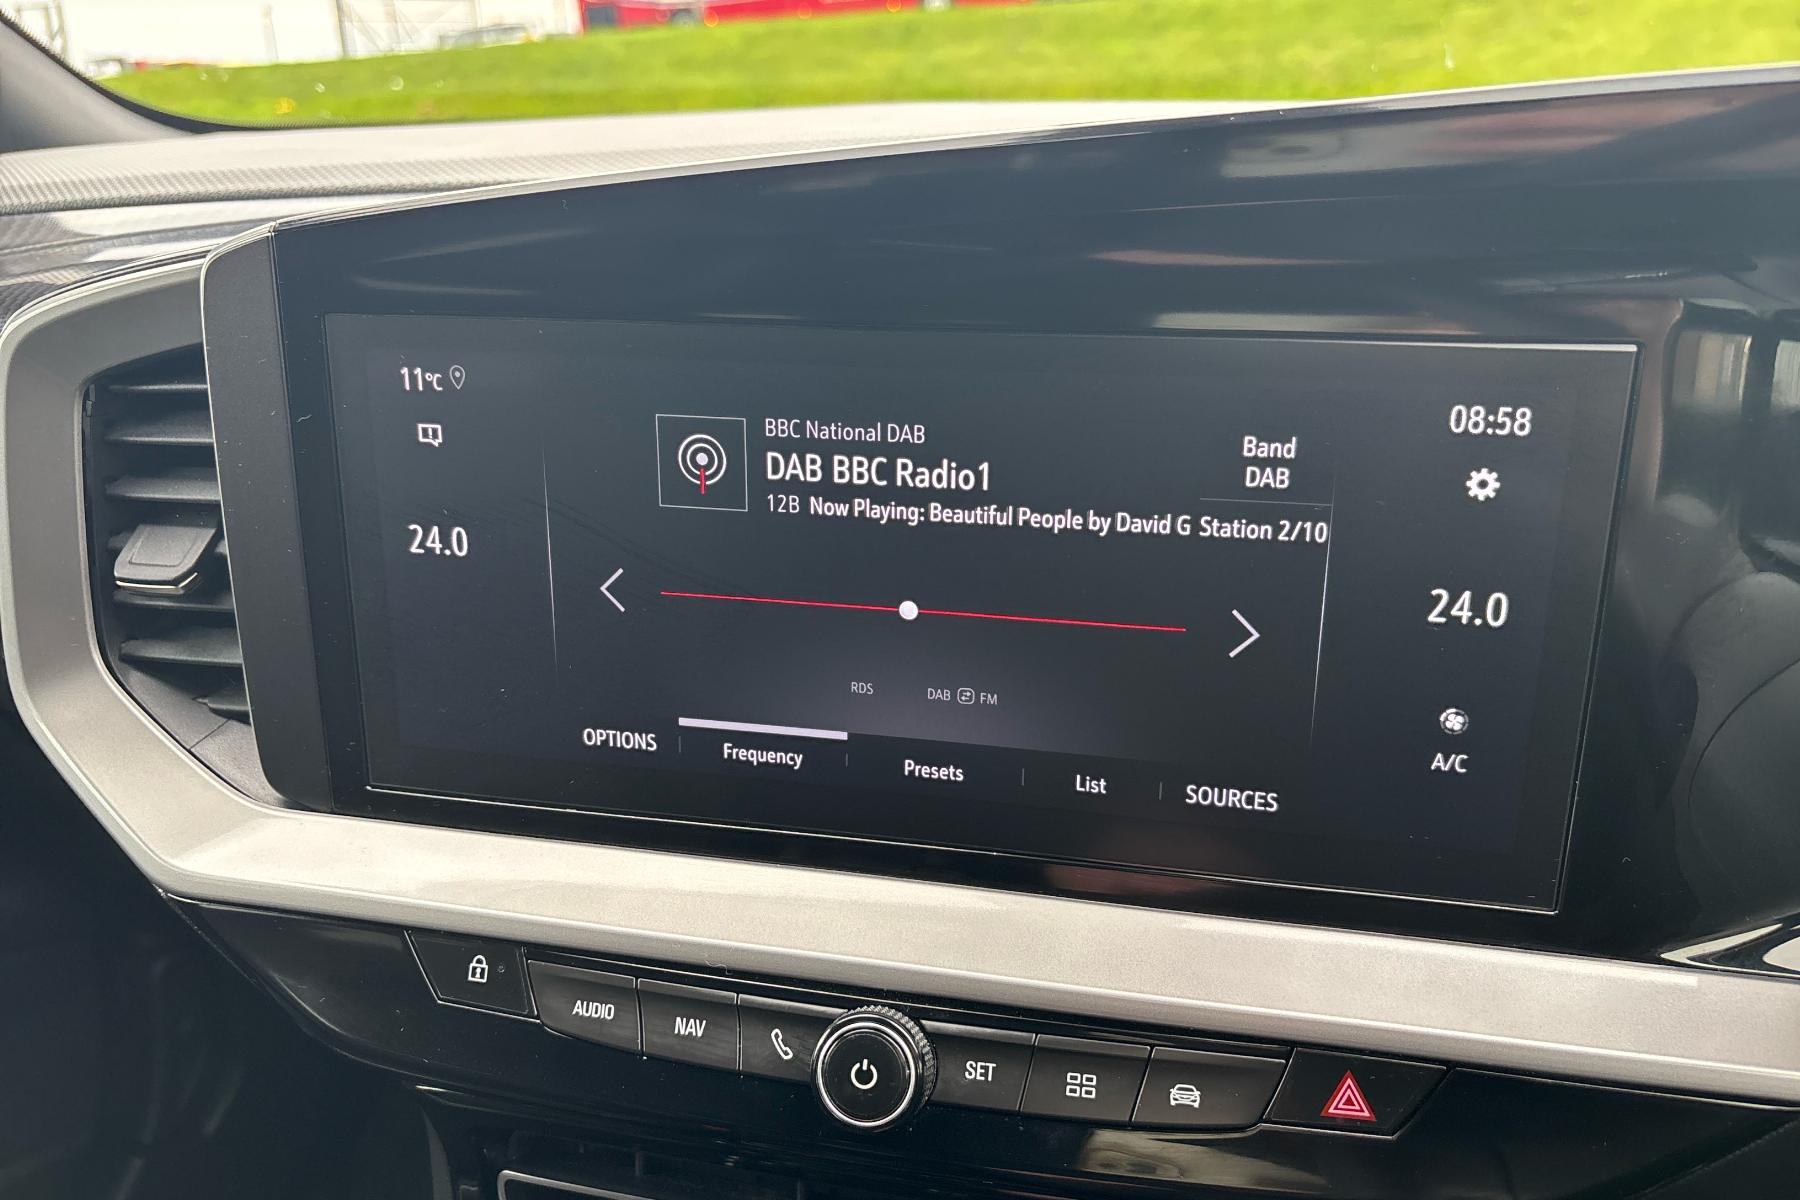 11°C
24.0
BBC National DAB
DAB BBC Radio1
12B Now Playing: Beautiful People by David G Station 2/10
Band
DAB
08:58
24.0
A/C
RDS DAB FM
OPTIONS Frequency Presets List SOURCES
AUDIO NAV SET